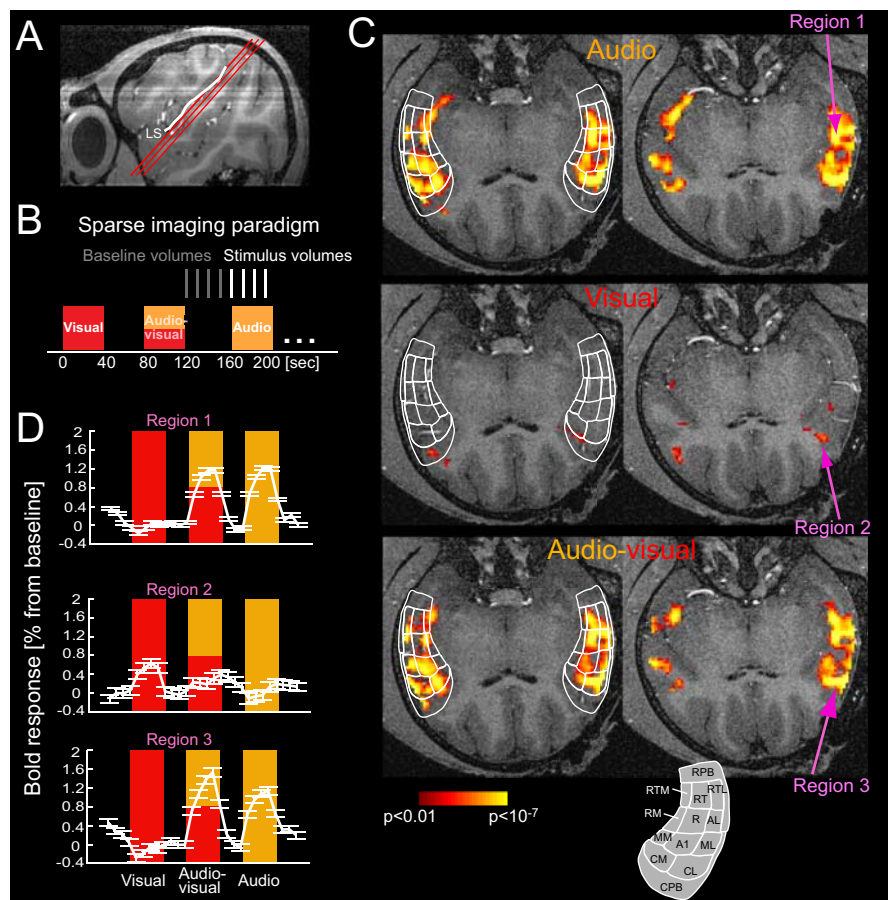 A
LS
B
Sparse imaging paradigm
Baseline volumes Stimulus volumes
Visual
Audio-
visual
Audio
...
0 40 80 120 160 200 [sec]
C
Region 1
Audio
Visual
Region 2
Audio-visual
Region 3
p<0.01 p<10-7
RPB
RTM
RTL
RT
RM
R
AL
MM
A1
ML
CM
CL
CPB
D
Bold response [% from baseline]
Region 1
2
1.6
1.2
0.8
0.4
0
-0.4
Region 2
2
1.6
1.2
0.8
0.4
0
-0.4
Region 3
2
1.6
1.2
0.8
0.4
0
-0.4
Visual
Audio-
visual
Audio